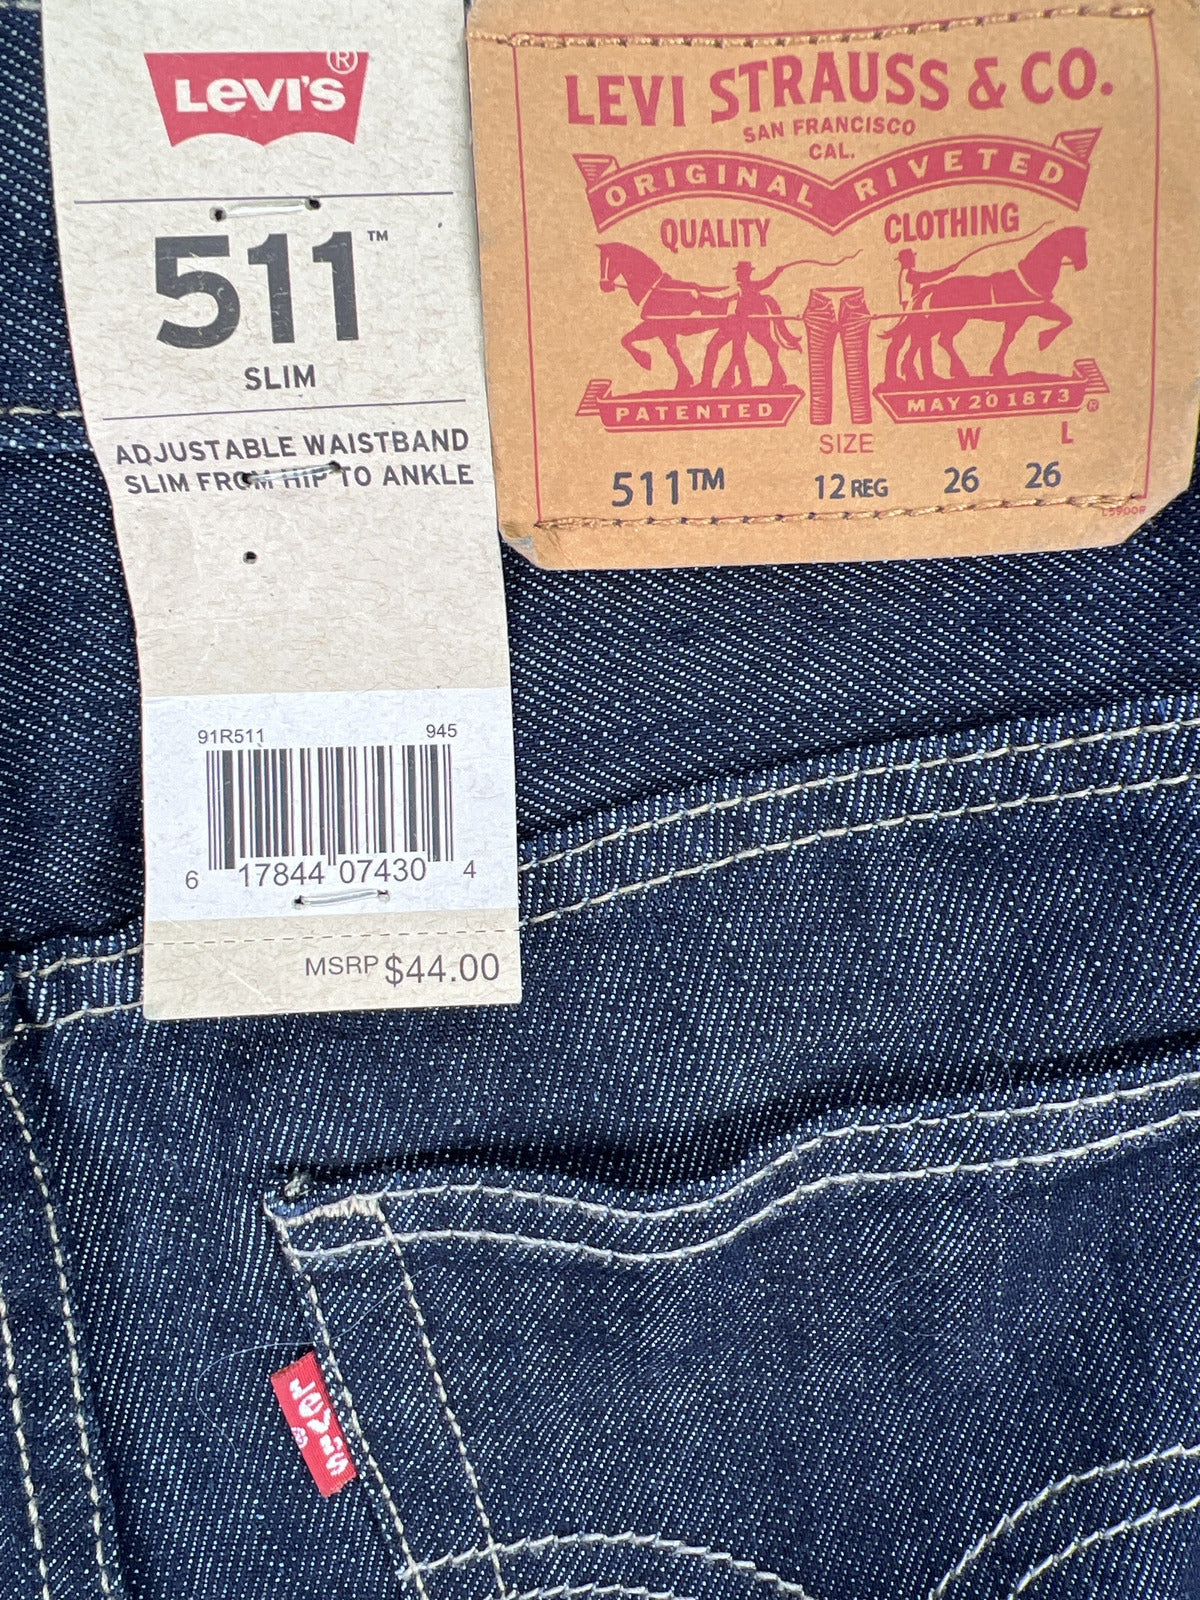 LEVI'S®
511™
SLIM
ADJUSTABLE WAISTBAND
SLIM FROM HIP TO ANKLE
91R511 945
6 17844 07430 4
MSRP $44.00
LEVI STRAUSS & CO.
SAN FRANCISCO
CAL.
ORIGINAL RIVETED
QUALITY CLOTHING
PATENTED MAY 20 1873 ®
SIZE W L
511™ 12 REG 26 26
Levi's
®